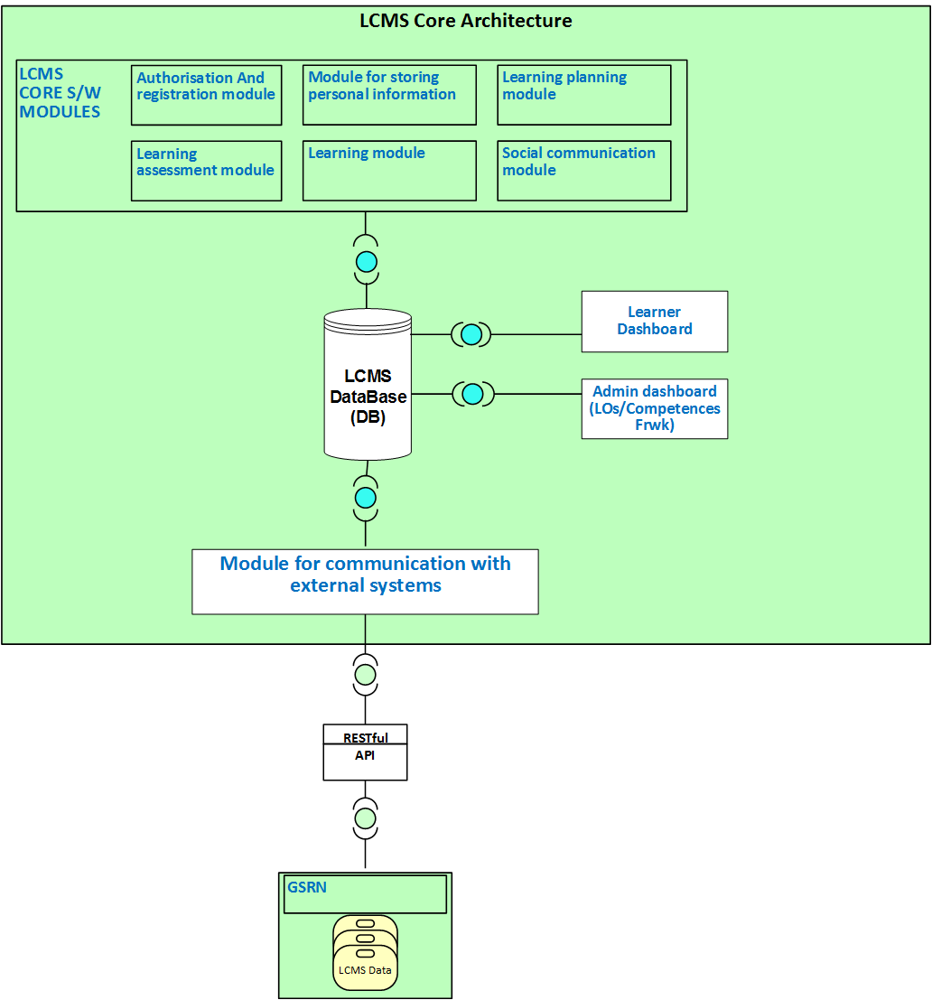 LCMS Core Architecture
LCMS
CORE S/W
MODULES
Authorisation And
registration module
Module for storing
personal information
Learning planning
module
Learning
assessment module
Learning module
Social communication
module
LCMS
DataBase
(DB)
Learner
Dashboard
Admin dashboard
(LOs/Competences
Frwk)
Module for communication with
external systems
RESTful
API
GSRN
LCMS Data